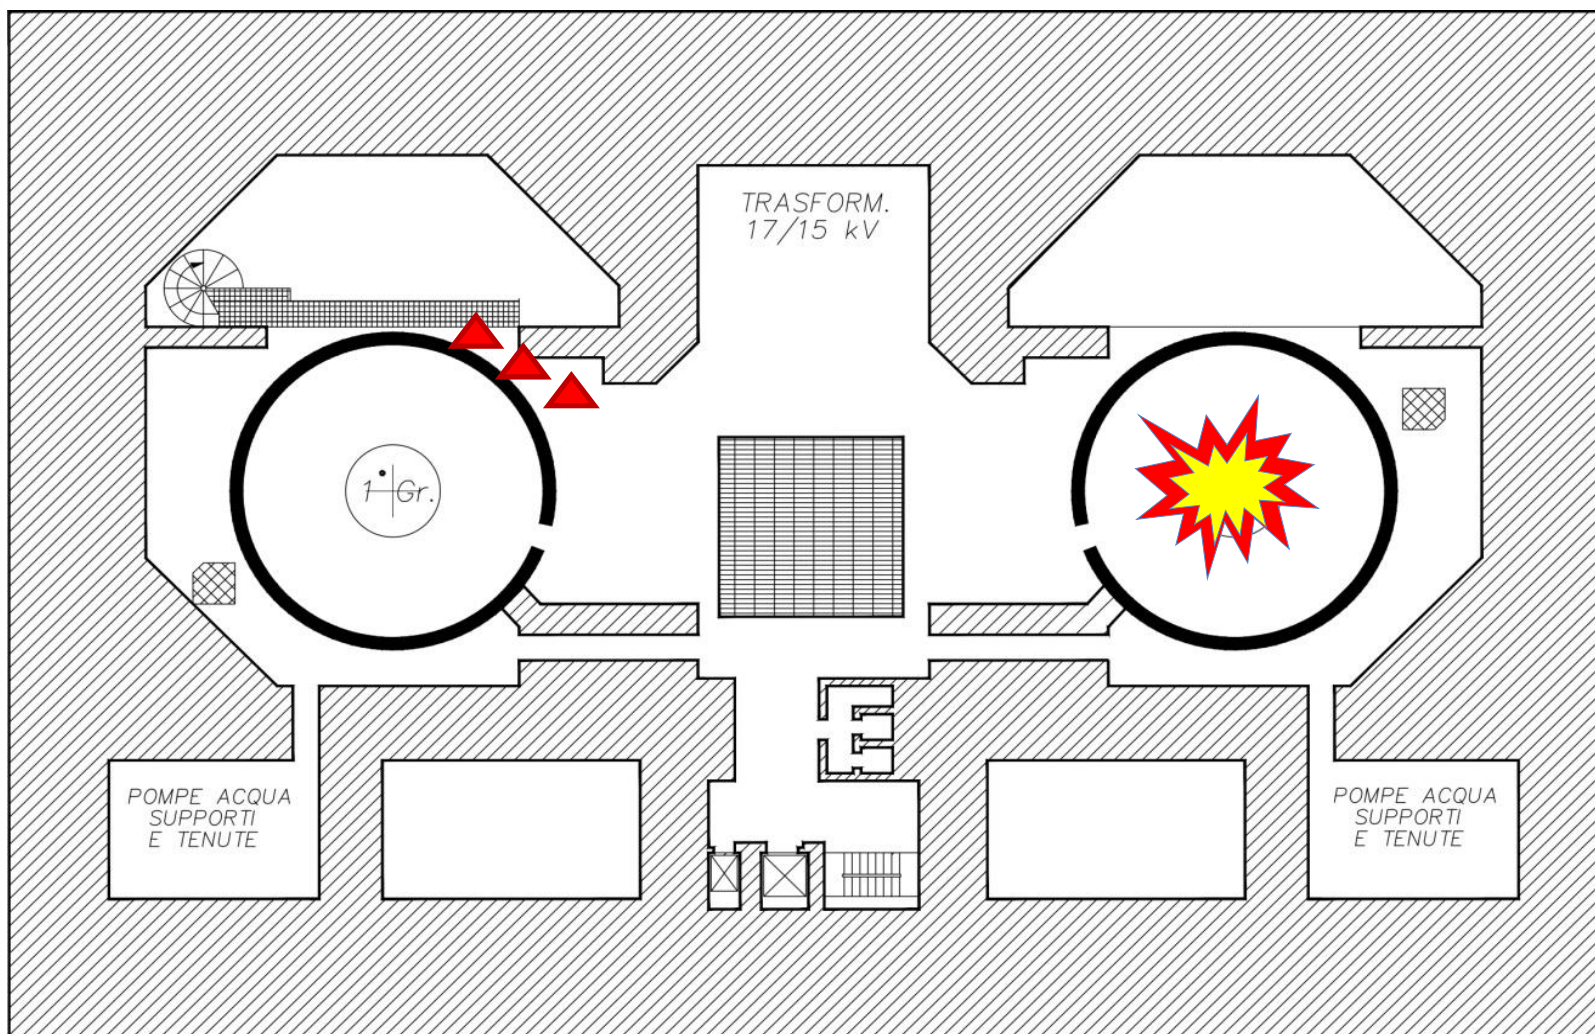 TRASFORM.
17/15 kV
1 Gr.
POMPE ACQUA
SUPPORTI
E TENUTE
POMPE ACQUA
SUPPORTI
E TENUTE